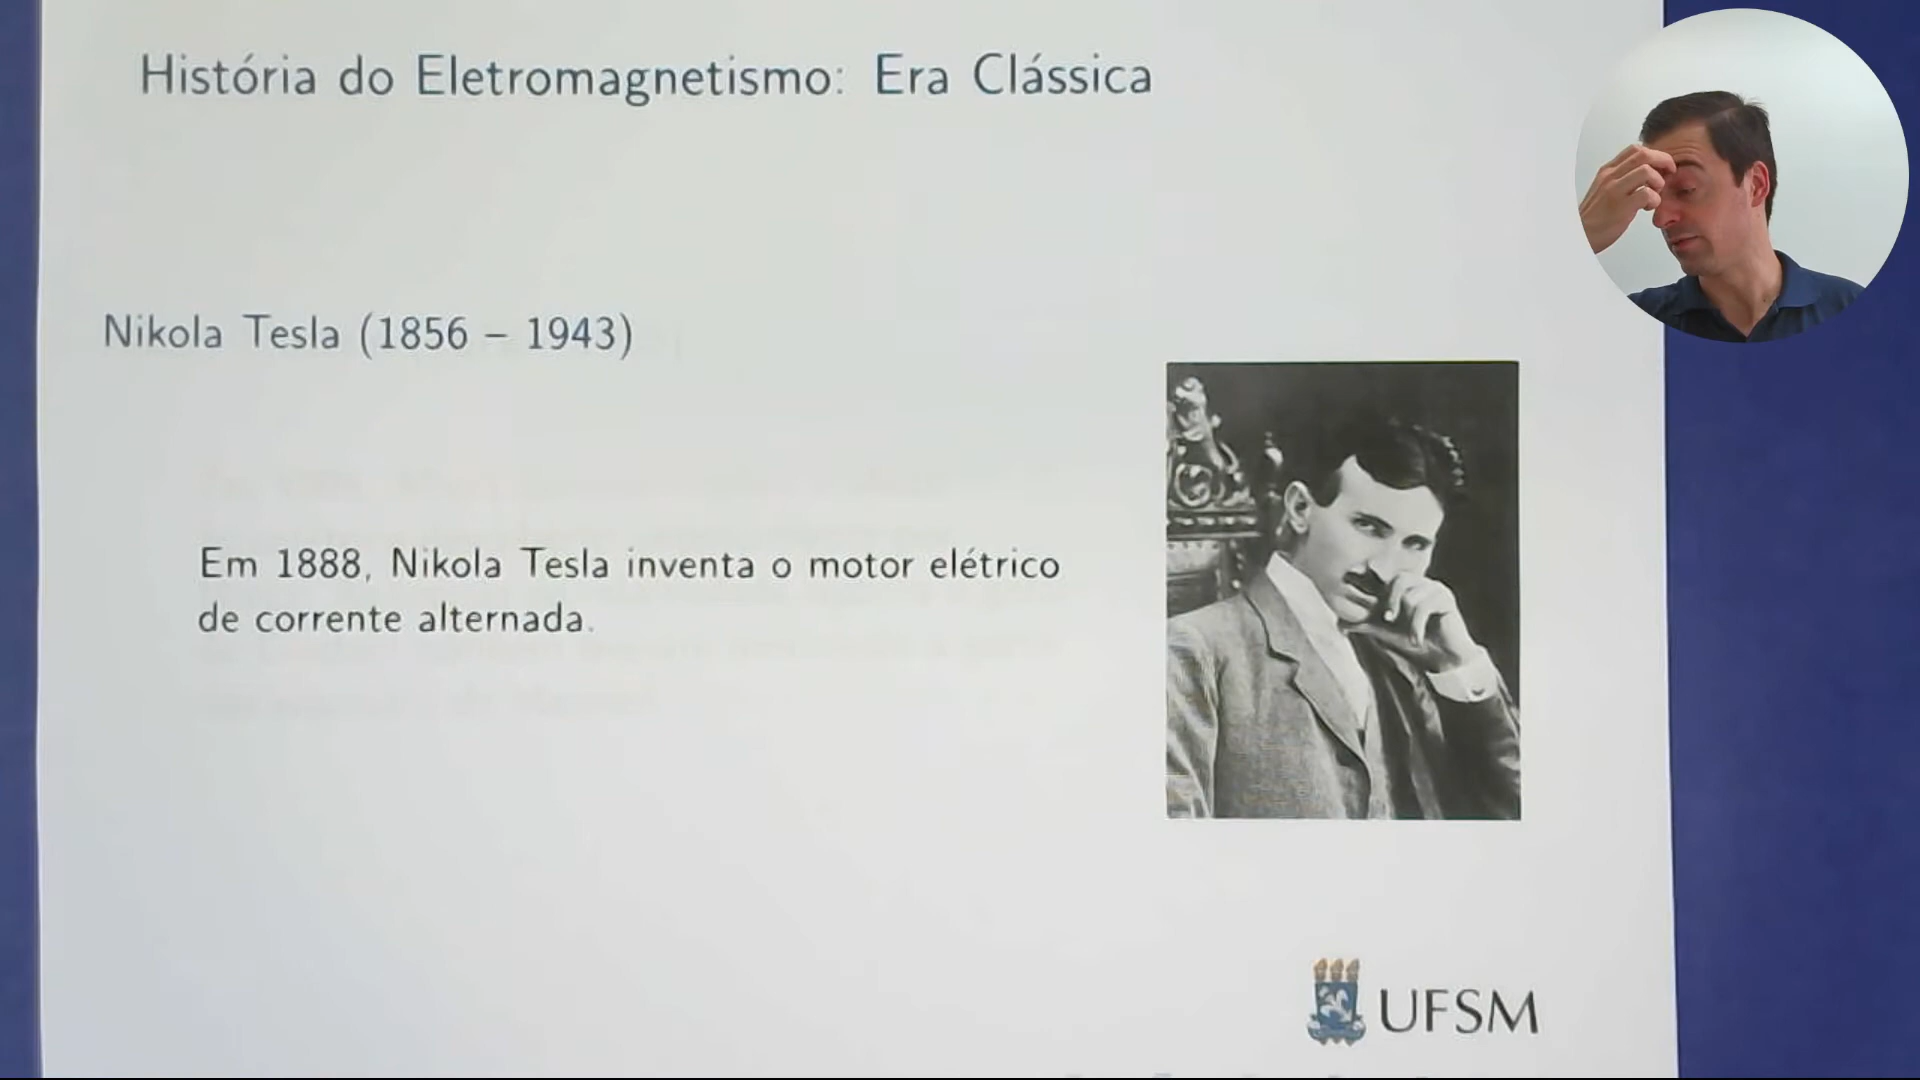 História do Eletromagnetismo: Era Clássica
Nikola Tesla (1856 – 1943)
Em 1888, Nikola Tesla inventa o motor elétrico
de corrente alternada.
UFSM